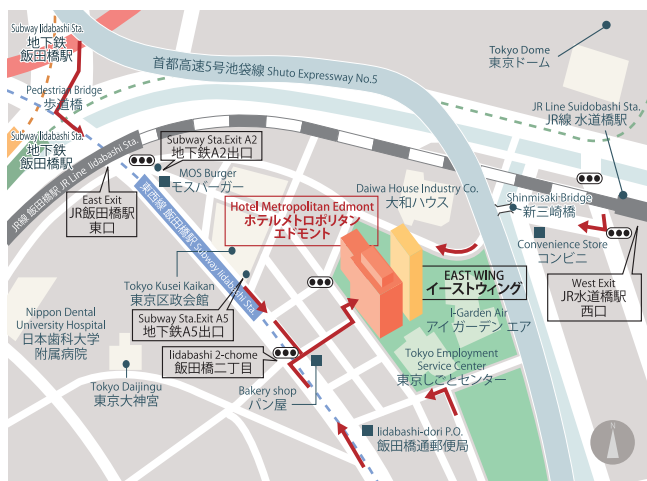 Subway Iidabashi Sta.
地下鉄
飯田橋駅
Pedestrian Bridge
歩道橋
Subway Iidabashi Sta.
地下鉄
飯田橋駅
首都高速5号池袋線 Shuto Expressway No.5
Tokyo Dome
東京ドーム
JR Line Suidobashi Sta.
JR線 水道橋駅
JR線 飯田橋駅 JR Line Iidabashi Sta.
Subway Sta.Exit A2
地下鉄A2出口
MOS Burger
モスバーガー
East Exit
JR飯田橋駅
東口
東西線 飯田橋駅 Subway Iidabashi Sta.
Daiwa House Industry Co.
大和ハウス
Shinmisaki Bridge
新三崎橋
Hotel Metropolitan Edmont
ホテルメトロポリタン
エドモント
Convenience Store
コンビニ
West Exit
JR水道橋駅
西口
EAST WING
イーストウィング
Tokyo Kusei Kaikan
東京区政会館
Subway Sta.Exit A5
地下鉄A5出口
I-Garden Air
アイ ガーデン エア
Nippon Dental
University Hospital
日本歯科大学
附属病院
Iidabashi 2-chome
飯田橋二丁目
Tokyo Employment
Service Center
東京しごとセンター
Tokyo Daijingu
東京大神宮
Bakery shop
パン屋
Iidabashi-dori P.O.
飯田橋通郵便局
N